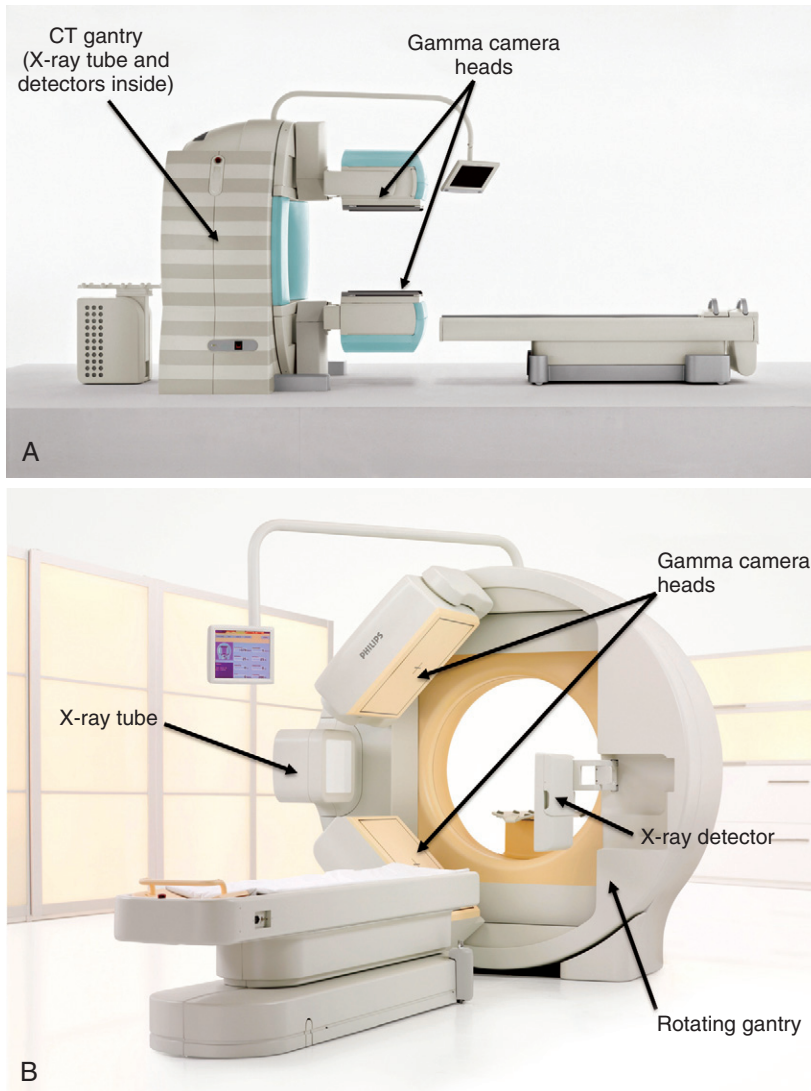 CT gantry
(X-ray tube and
detectors inside)
Gamma camera
heads
A
Gamma camera
heads
PHILIPS
X-ray tube
X-ray detector
Rotating gantry
B